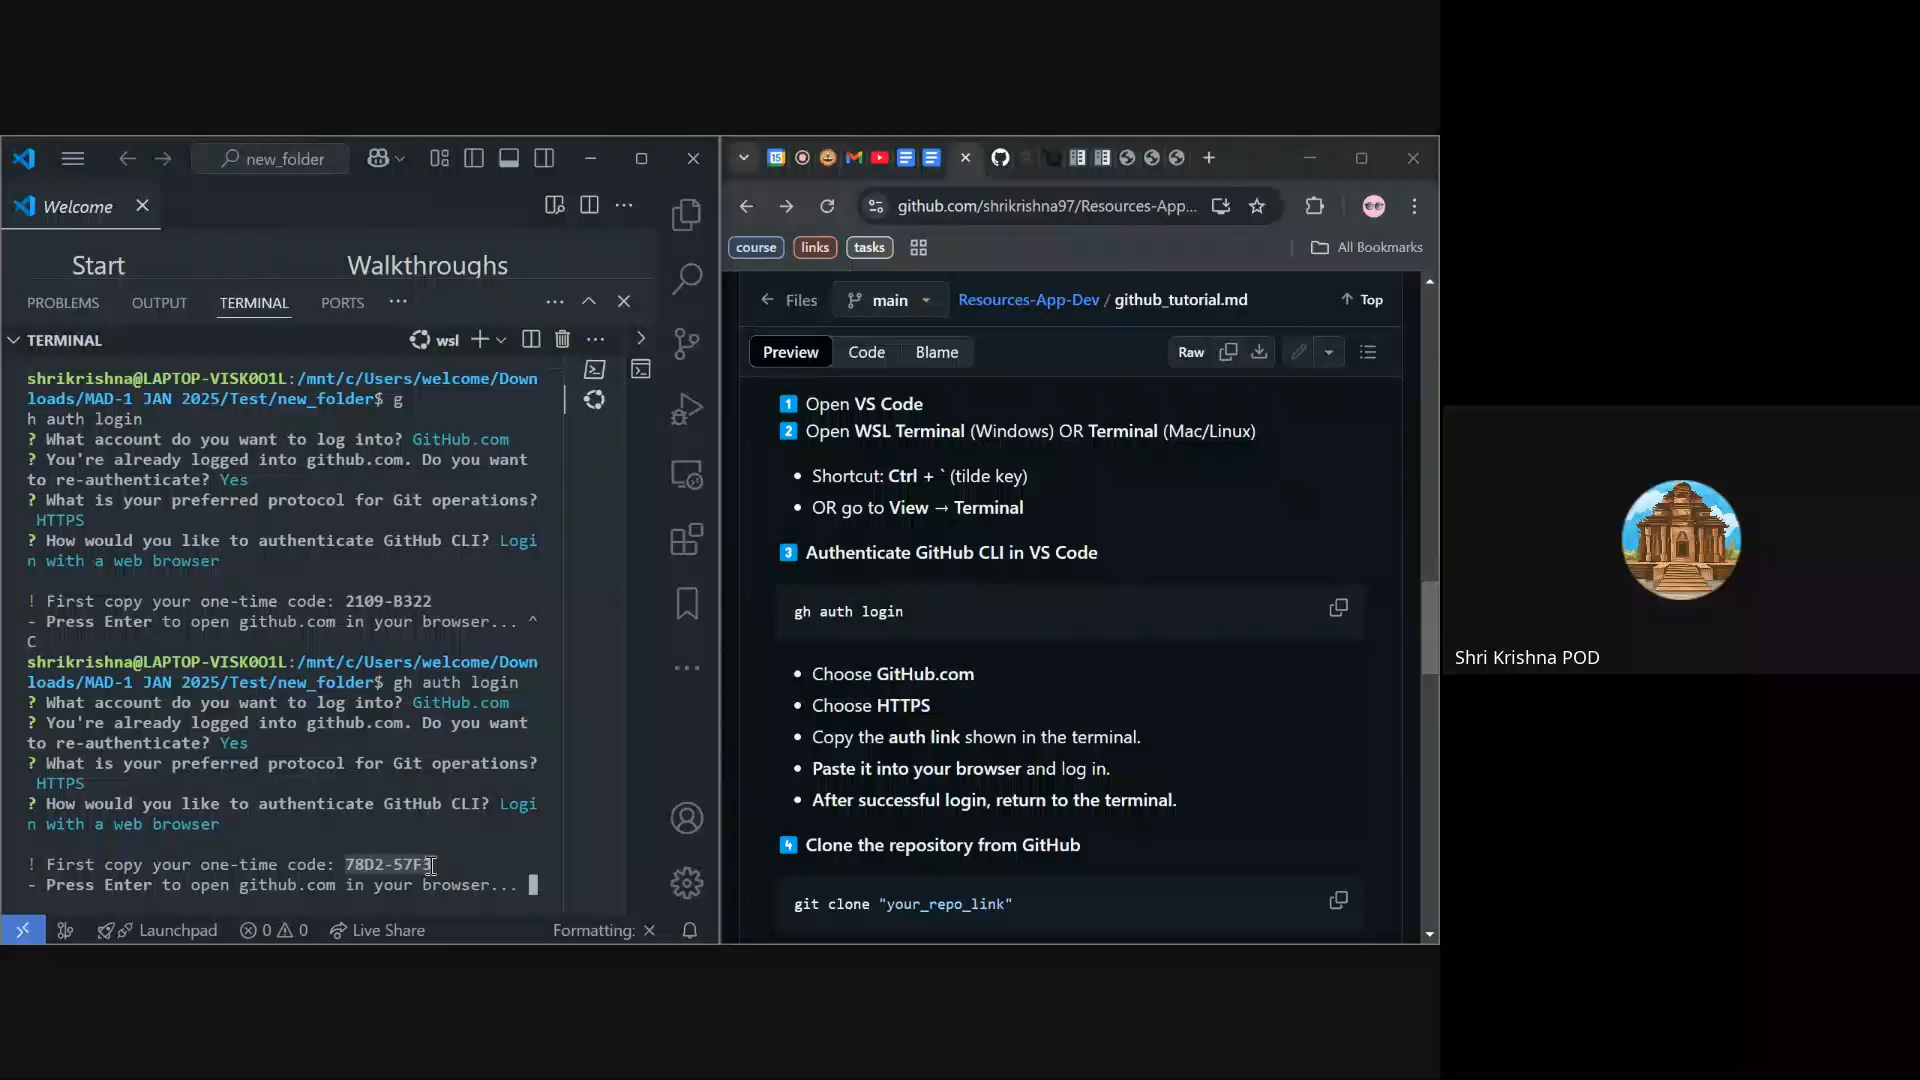 new_folder
Welcome
Start
Walkthroughs
PROBLEMS OUTPUT TERMINAL PORTS
TERMINAL
wsl
shrikrishna@LAPTOP-VISK0O1L:/mnt/c/Users/welcome/Down
loads/MAD-1 JAN 2025/Test/new_folder$ g
h auth login
? What account do you want to log into? GitHub.com
? You're already logged into github.com. Do you want
to re-authenticate? Yes
? What is your preferred protocol for Git operations?
HTTPS
? How would you like to authenticate GitHub CLI? Logi
n with a web browser
! First copy your one-time code: 2109-B322
- Press Enter to open github.com in your browser... ^
C
shrikrishna@LAPTOP-VISK0O1L:/mnt/c/Users/welcome/Down
loads/MAD-1 JAN 2025/Test/new_folder$ gh auth login
? What account do you want to log into? GitHub.com
? You're already logged into github.com. Do you want
to re-authenticate? Yes
? What is your preferred protocol for Git operations?
HTTPS
? How would you like to authenticate GitHub CLI? Logi
n with a web browser
! First copy your one-time code: 78D2-57F3
- Press Enter to open github.com in your browser...
Launchpad 0 0 Live Share Formatting: ×
github.com/shrikrishna97/Resources-App...
course links tasks
All Bookmarks
Files main Resources-App-Dev / github_tutorial.md Top
Preview Code Blame Raw
1 Open VS Code
2 Open WSL Terminal (Windows) OR Terminal (Mac/Linux)
• Shortcut: Ctrl + ` (tilde key)
• OR go to View → Terminal
3 Authenticate GitHub CLI in VS Code
gh auth login
• Choose GitHub.com
• Choose HTTPS
• Copy the auth link shown in the terminal.
• Paste it into your browser and log in.
• After successful login, return to the terminal.
4 Clone the repository from GitHub
git clone "your_repo_link"
Shri Krishna POD